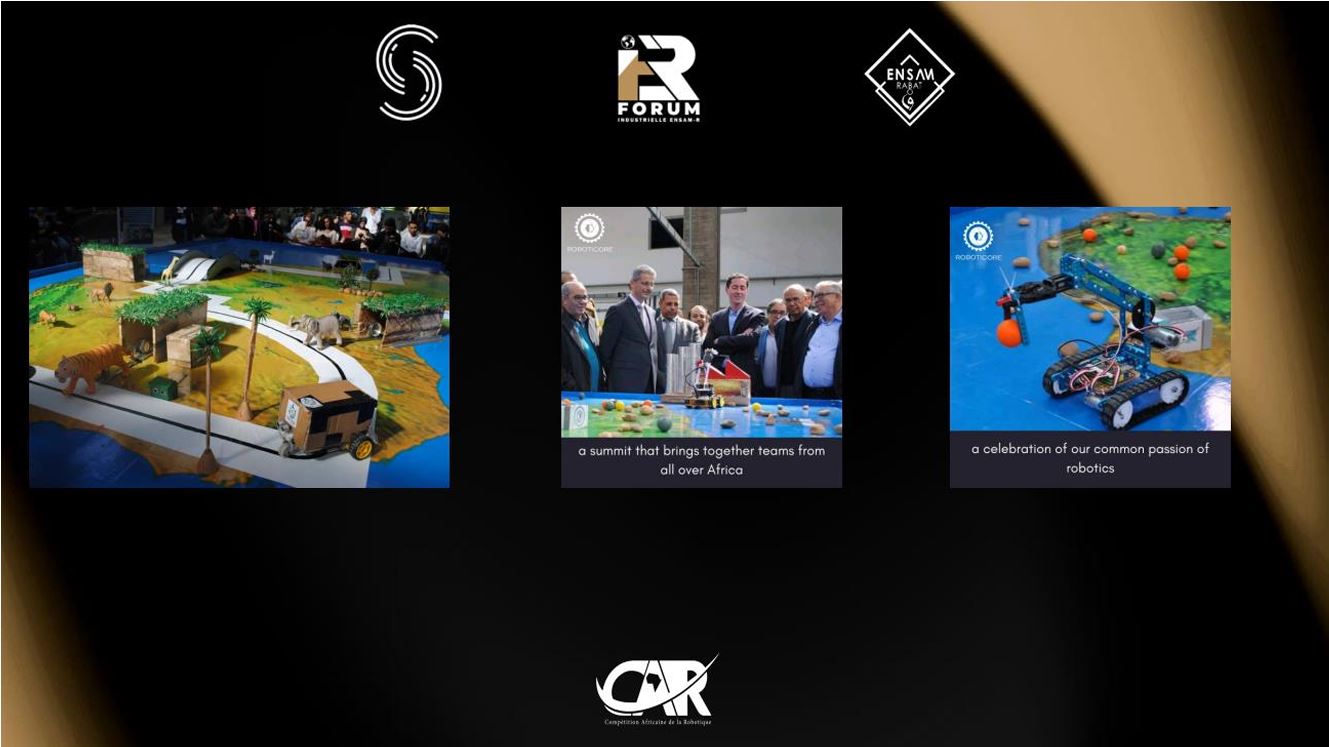 FORUM
INDUSTRIELLE ENSAM-R
ENSAM
RABAT
ROBOTICORE
a summit that brings together teams from
all over Africa
ROBOTICORE
a celebration of our common passion of
robotics
CAR
Compétition Africaine de la Robotique